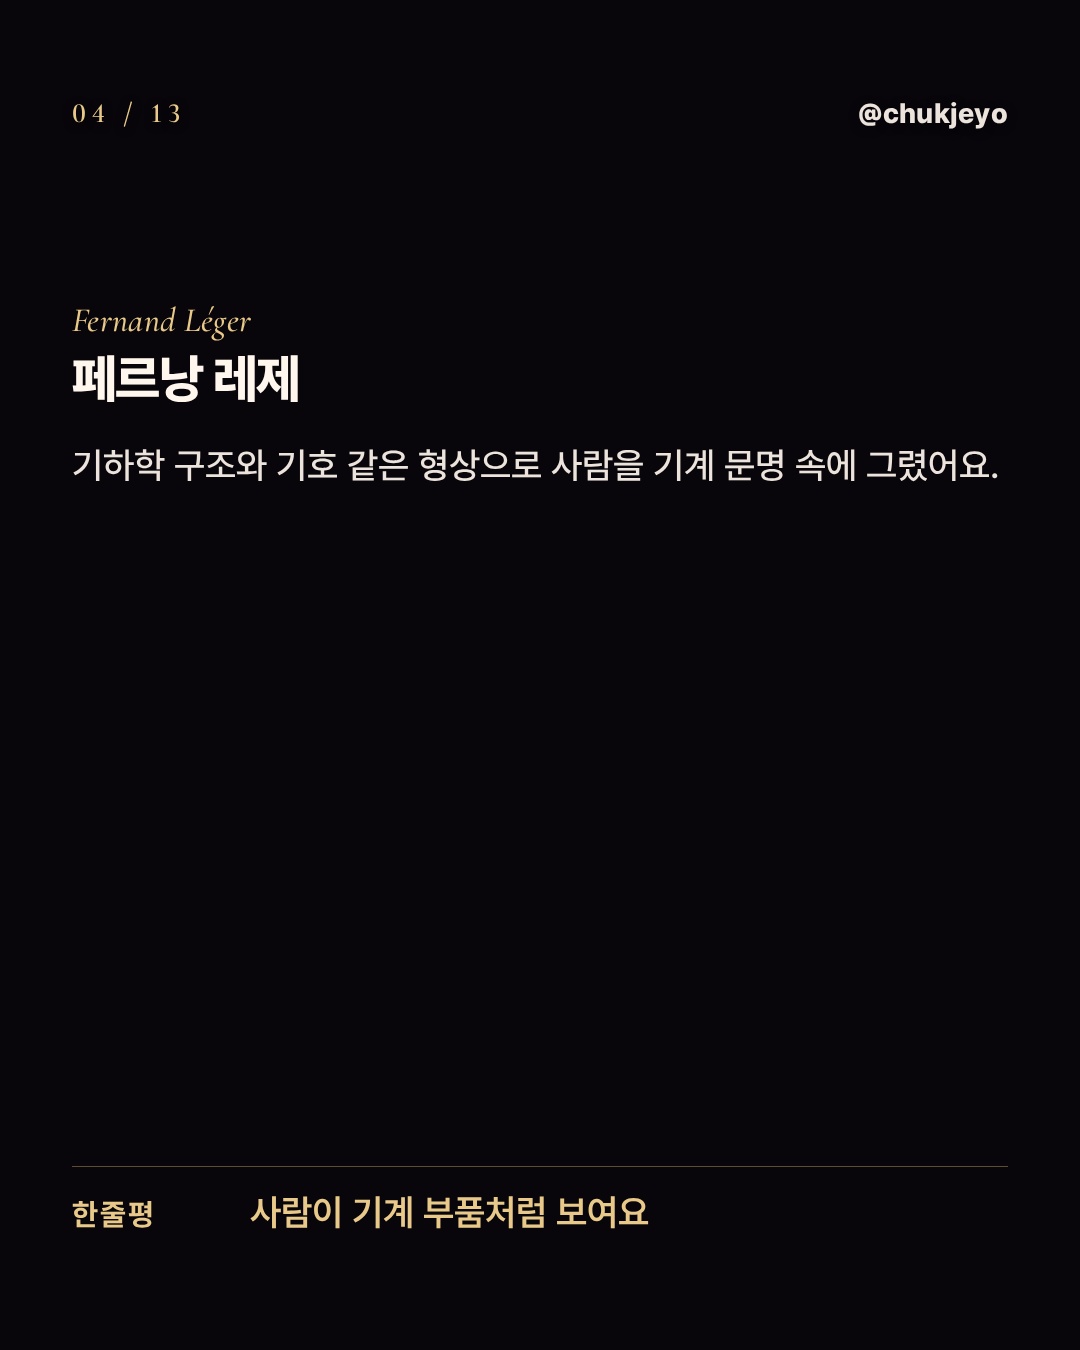 04 / 13
@chukjeyo
Fernand Léger
페르낭 레제
기하학 구조와 기호 같은 형상으로 사람을 기계 문명 속에 그렸어요.
한줄평
사람이 기계 부품처럼 보여요